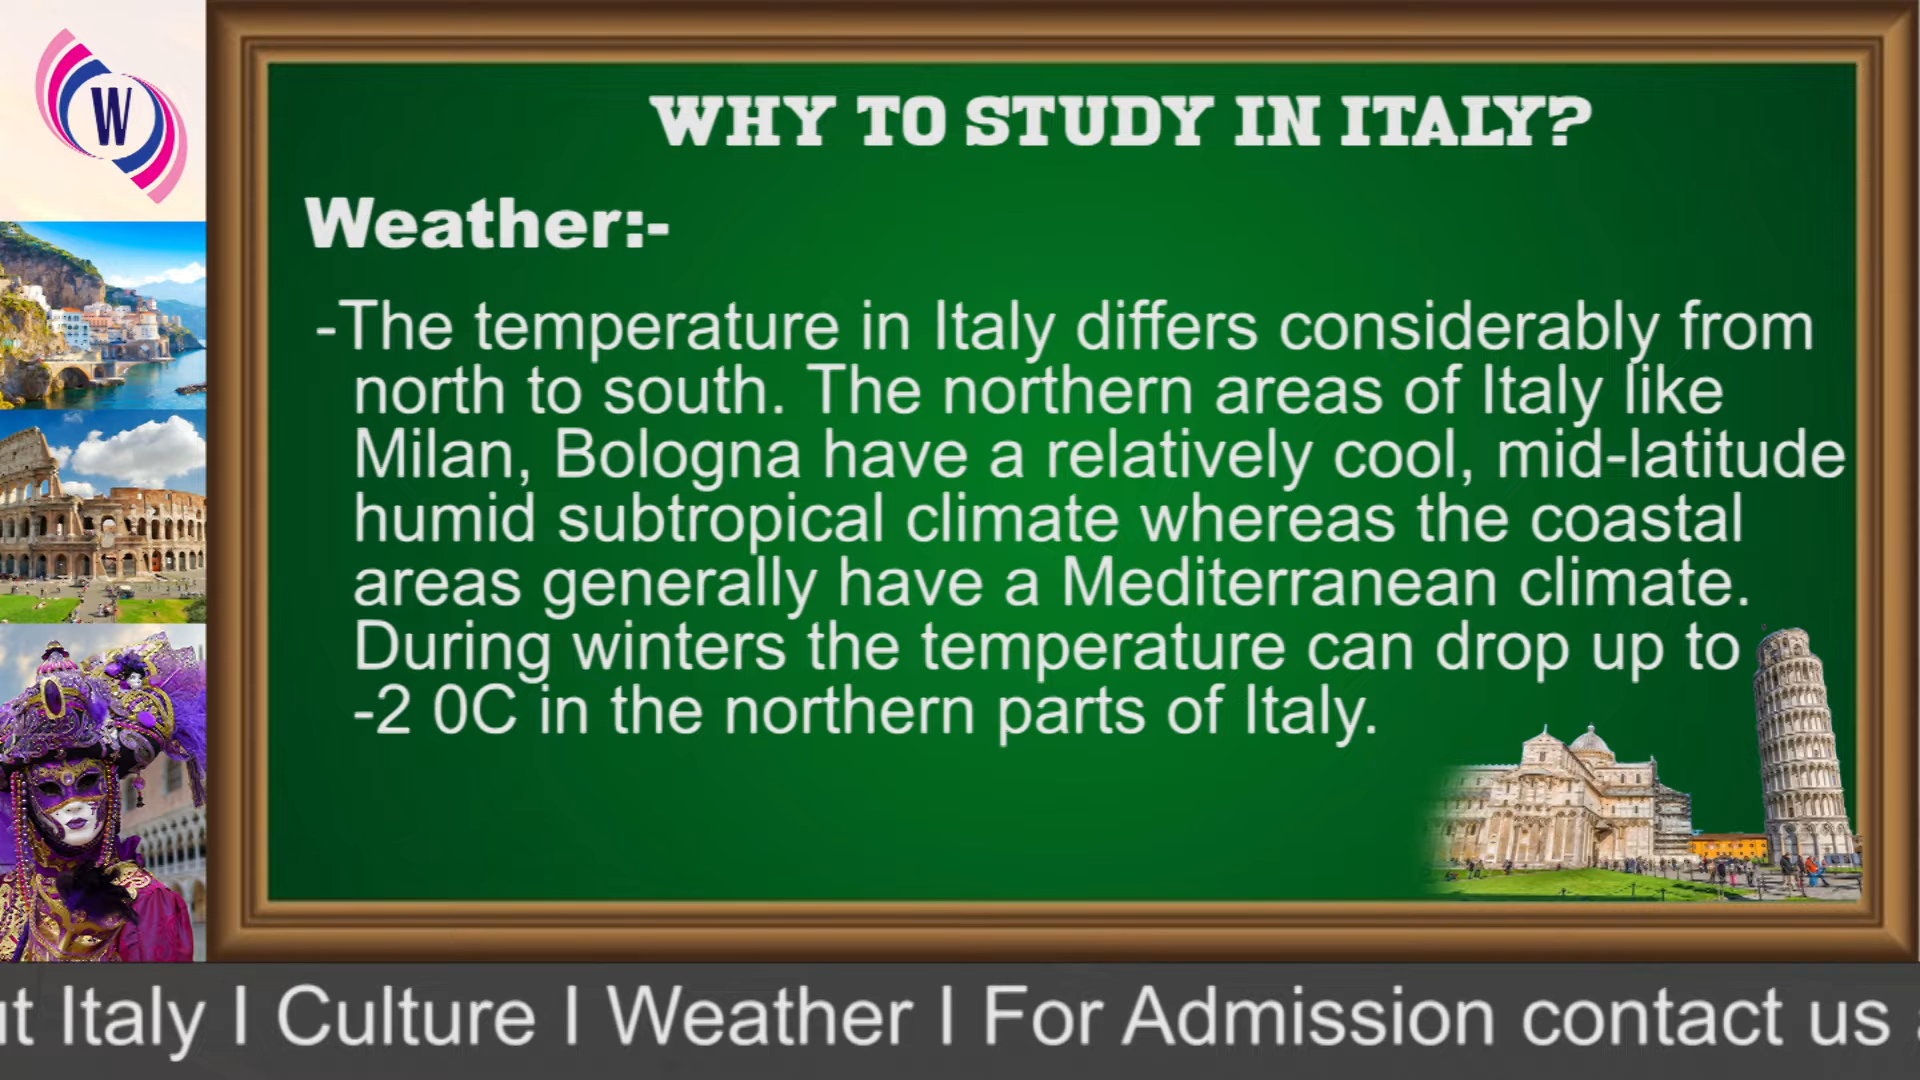 W
WHY TO STUDY IN ITALY?
Weather:-
-The temperature in Italy differs considerably from
north to south. The northern areas of Italy like
Milan, Bologna have a relatively cool, mid-latitude
humid subtropical climate whereas the coastal
areas generally have a Mediterranean climate.
During winters the temperature can drop up to
-2 0C in the northern parts of Italy.
Italy I Culture I Weather I For Admission contact us